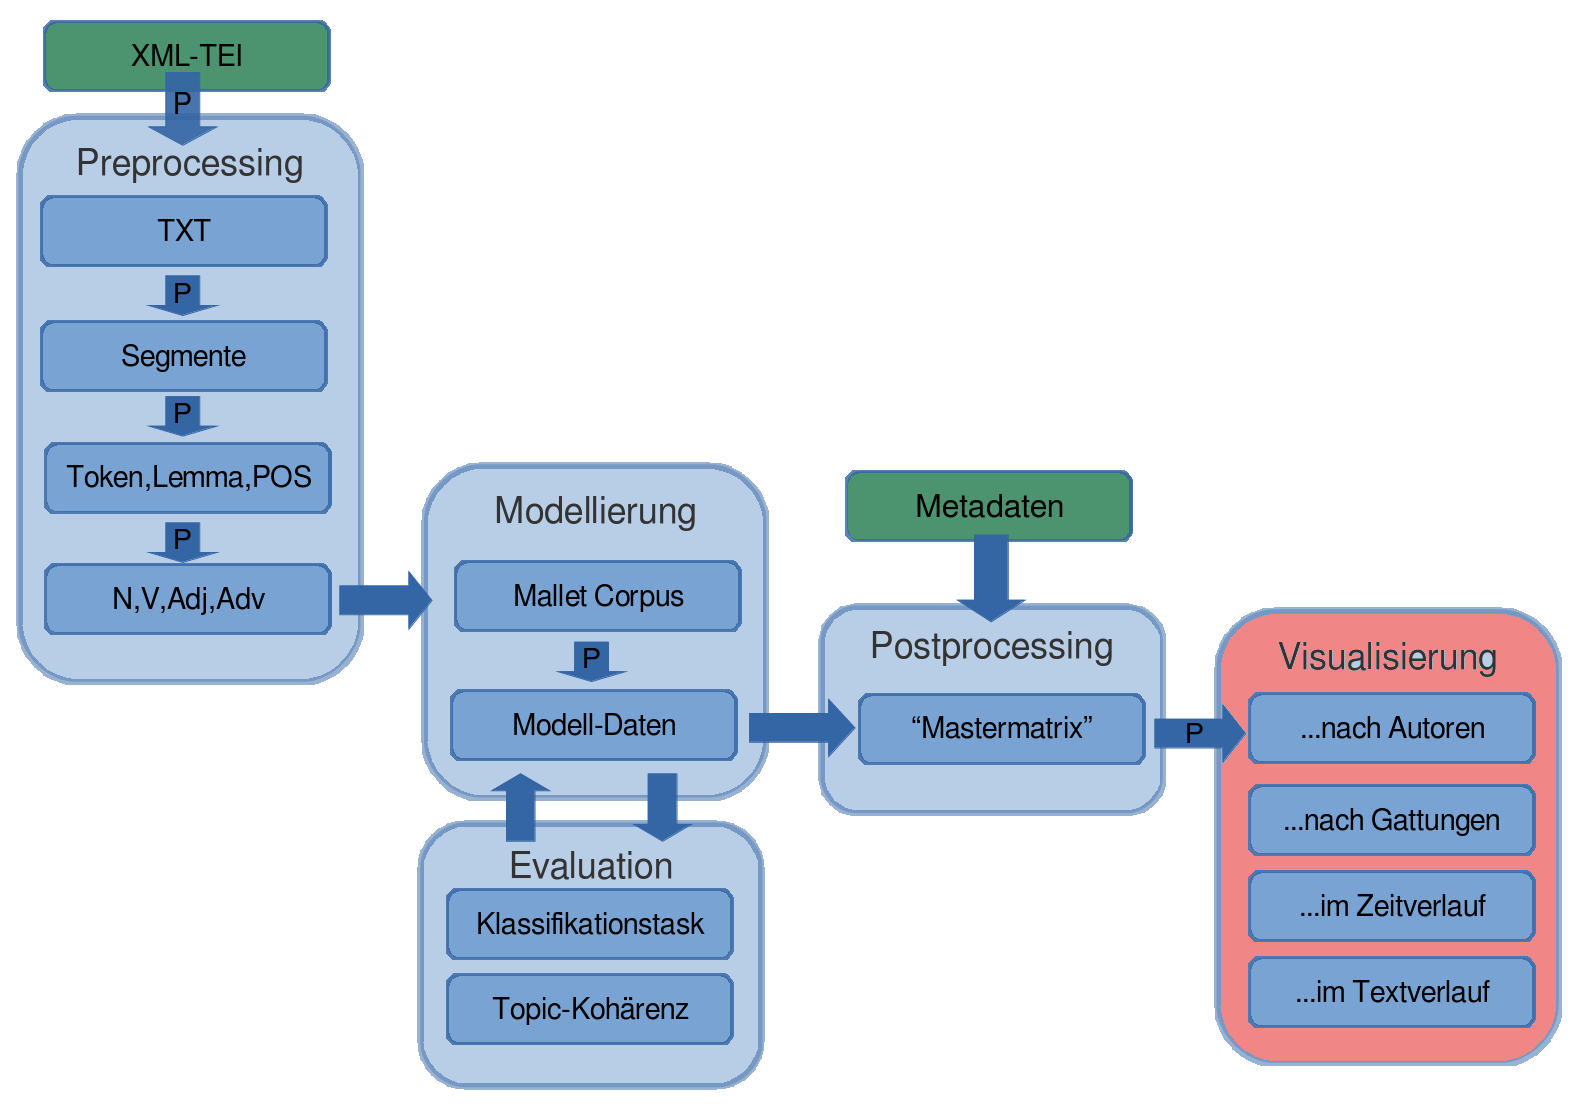 XML-TEI
P
Preprocessing
TXT
P
Segmente
P
Token,Lemma,POS
P
N,V,Adj,Adv
Modellierung
Mallet Corpus
P
Modell-Daten
Evaluation
Klassifikationstask
Topic-Kohärenz
Metadaten
Postprocessing
“Mastermatrix”
P
Visualisierung
...nach Autoren
...nach Gattungen
...im Zeitverlauf
...im Textverlauf